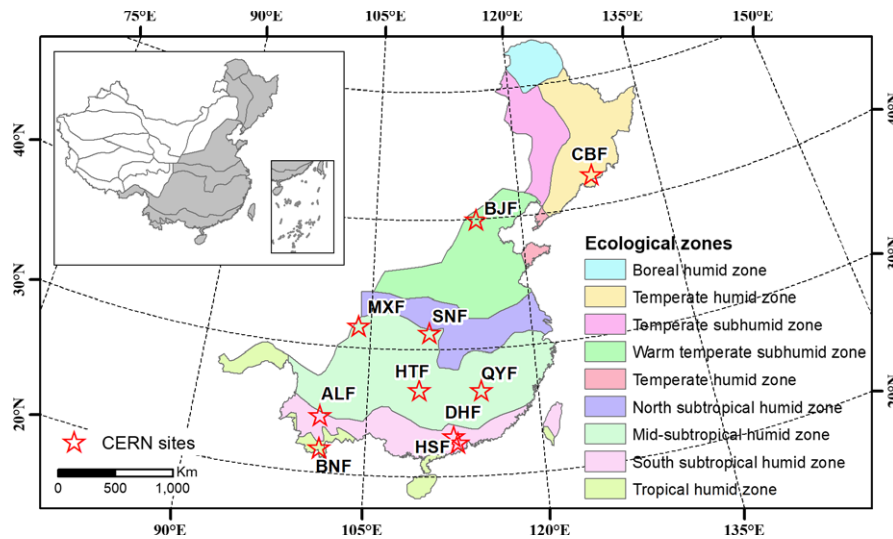 75°E 90°E 105°E 120°E 135°E 150°E
40°N
30°N
20°N
40°N
30°N
20°N
CBF
BJF
MXF
SNF
HTF
QYF
ALF
DHF
HSF
BNF
Ecological zones
Boreal humid zone
Temperate humid zone
Temperate subhumid zone
Warm temperate subhumid zone
Temperate humid zone
North subtropical humid zone
Mid-subtropical humid zone
South subtropical humid zone
Tropical humid zone
CERN sites
Km
0 500 1,000
90°E 105°E 120°E 135°E